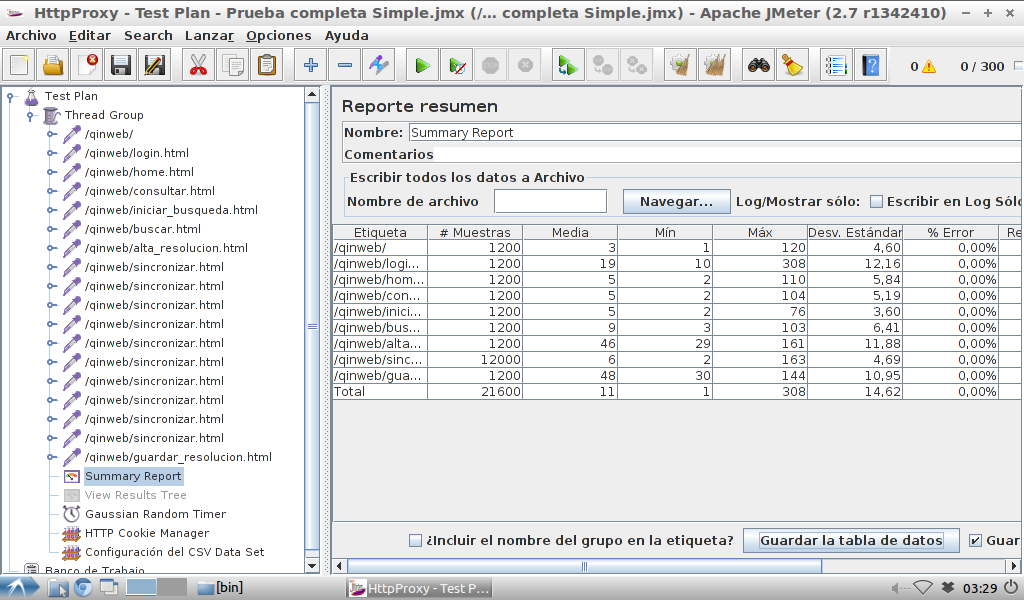 HttpProxy - Test Plan - Prueba completa Simple.jmx (/... completa Simple.jmx) - Apache JMeter (2.7 r1342410)
Archivo Editar Search Lanzar Opciones Ayuda
0 0 / 300
Test Plan
Thread Group
/qinweb/
/qinweb/login.html
/qinweb/home.html
/qinweb/consultar.html
/qinweb/iniciar_busqueda.html
/qinweb/buscar.html
/qinweb/alta_resolucion.html
/qinweb/sincronizar.html
/qinweb/sincronizar.html
/qinweb/sincronizar.html
/qinweb/sincronizar.html
/qinweb/sincronizar.html
/qinweb/sincronizar.html
/qinweb/sincronizar.html
/qinweb/sincronizar.html
/qinweb/sincronizar.html
/qinweb/sincronizar.html
/qinweb/guardar_resolucion.html
Summary Report
View Results Tree
Gaussian Random Timer
HTTP Cookie Manager
Configuración del CSV Data Set
Banco de Trabajo
Reporte resumen
Nombre: Summary Report
Comentarios
Escribir todos los datos a Archivo
Nombre de archivo Navegar... Log/Mostrar sólo: Escribir en Log Sólo
Etiqueta # Muestras Media Mín Máx Desv. Estándar % Error Re
/qinweb/ 1200 3 1 120 4,60 0,00%
/qinweb/logi... 1200 19 10 308 12,16 0,00%
/qinweb/hom... 1200 5 2 110 5,84 0,00%
/qinweb/con... 1200 5 2 104 5,19 0,00%
/qinweb/inici... 1200 5 2 76 3,60 0,00%
/qinweb/bus... 1200 9 3 103 6,41 0,00%
/qinweb/alta... 1200 46 29 161 11,88 0,00%
/qinweb/sinc... 12000 6 2 163 4,69 0,00%
/qinweb/gua... 1200 48 30 144 10,95 0,00%
Total 21600 11 1 308 14,62 0,00%
¿Incluir el nombre del grupo en la etiqueta? Guardar la tabla de datos Guar
[bin] HttpProxy - Test P... 03:29